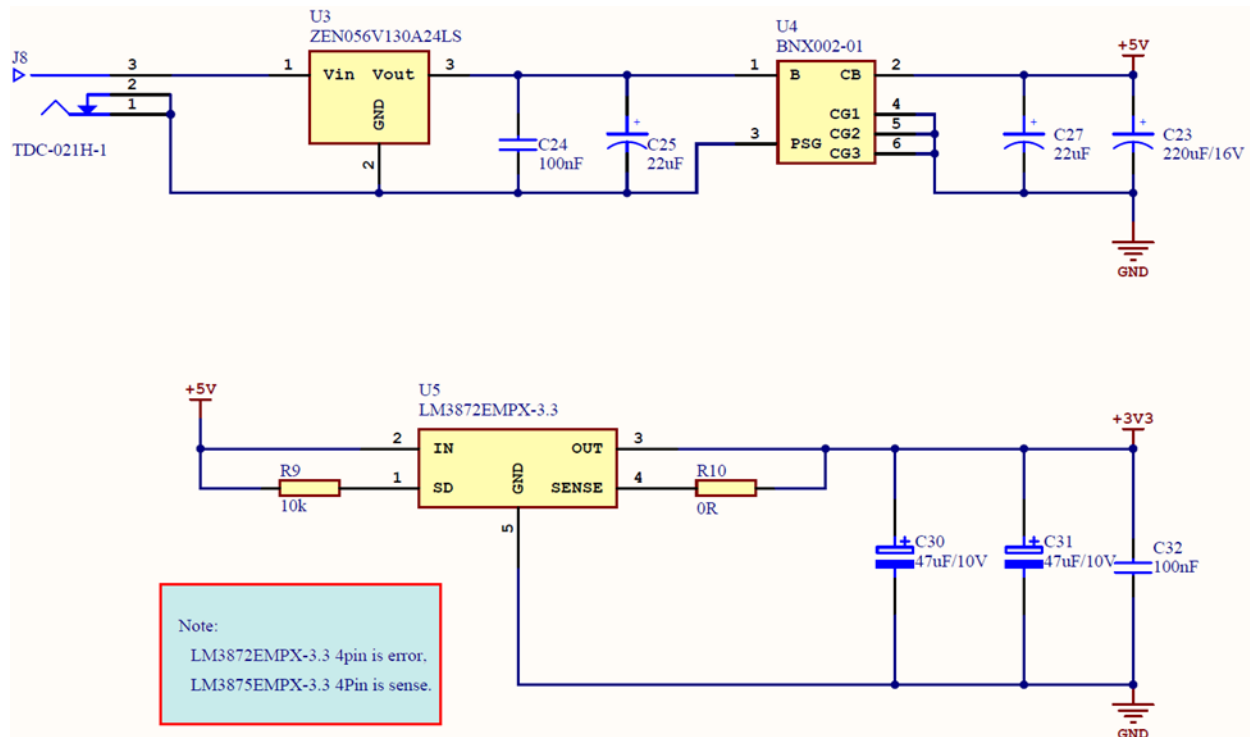 U3
ZEN056V130A24LS
U4
BNX002-01
+5V
J8
3
1
Vin
Vout
3
1
B
CB
2
2
1
GND
CG1
4
CG2
5
CG3
6
3
PSG
TDC-021H-1
2
C24
100nF
+
C25
22uF
+
C27
22uF
+
C23
220uF/16V
GND
+5V
U5
LM3872EMPX-3.3
+3V3
2
IN
OUT
3
R9
10k
1
SD
GND
SENSE
4
R10
0R
5
+
C30
47uF/10V
+
C31
47uF/10V
C32
100nF
Note:
LM3872EMPX-3.3 4pin is error,
LM3875EMPX-3.3 4Pin is sense.
GND